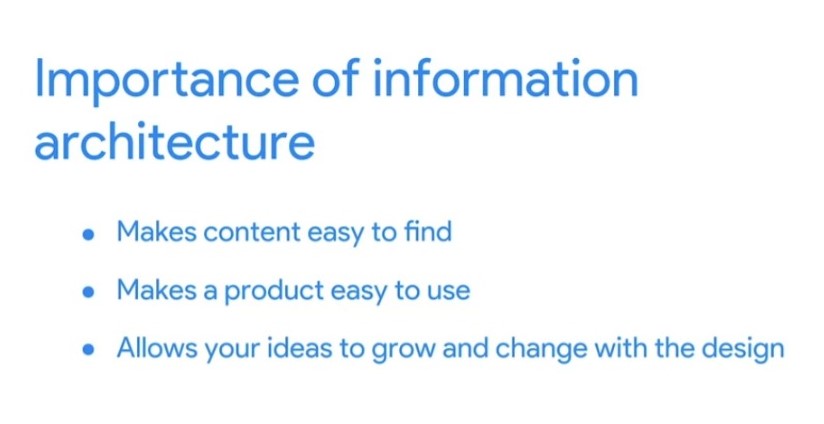 Importance of information
architecture
● Makes content easy to find
● Makes a product easy to use
● Allows your ideas to grow and change with the design